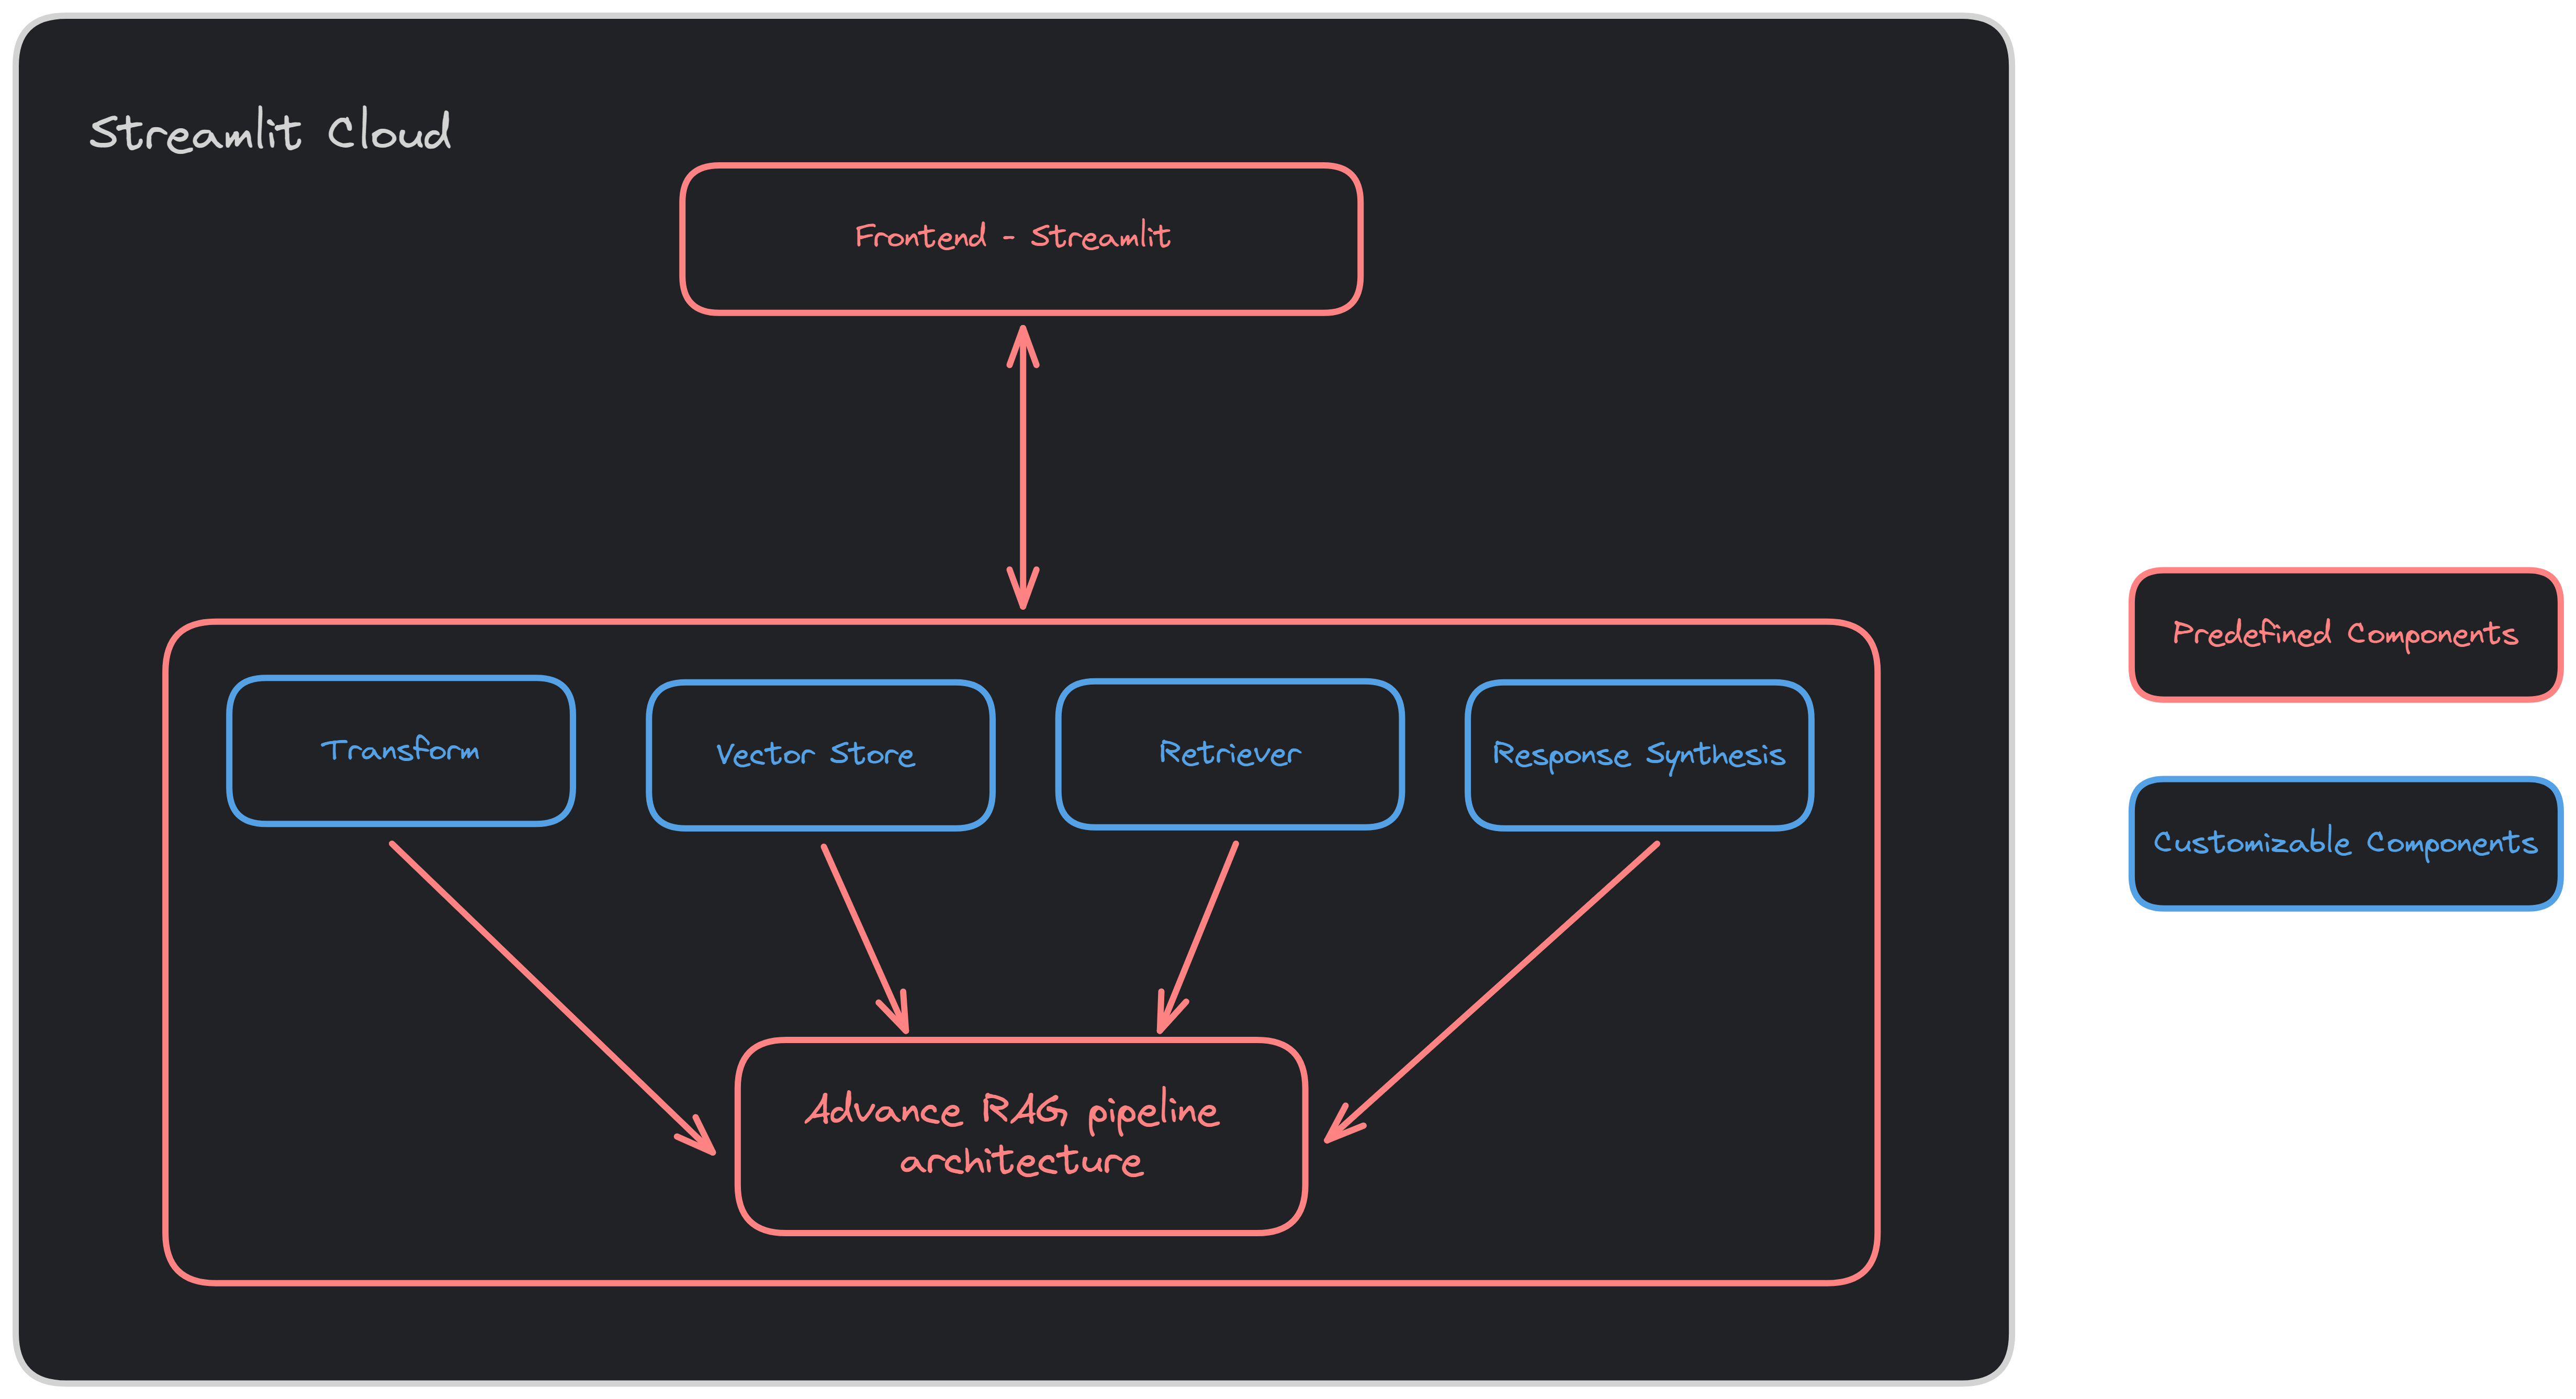 Streamlit Cloud
Frontend - Streamlit
Transform
Vector Store
Retriever
Response Synthesis
Advance RAG pipeline
architecture
Predefined Components
Customizable Components